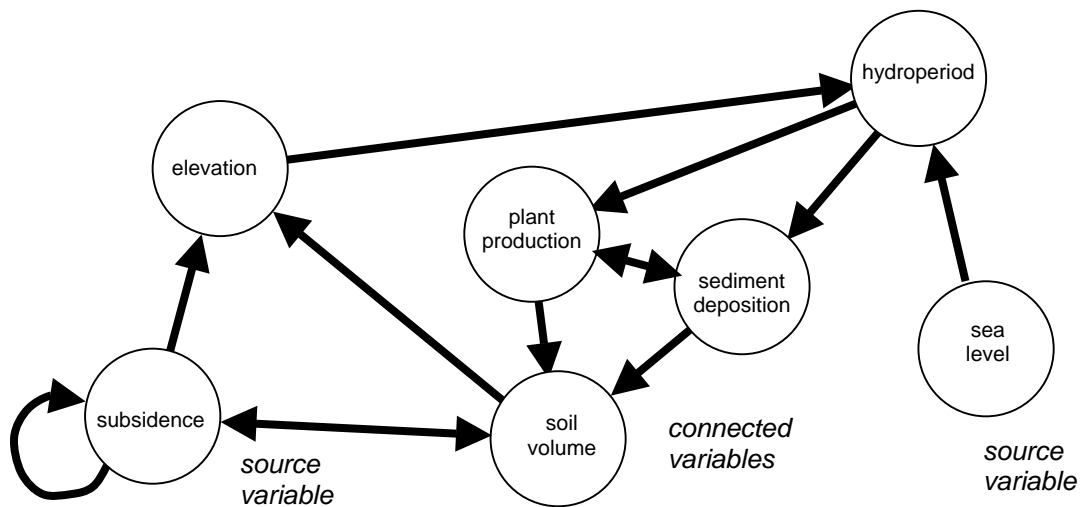 hydroperiod
elevation
plant
production
sediment
deposition
sea
level
subsidence
soil
volume
connected
variables
source
variable
source
variable